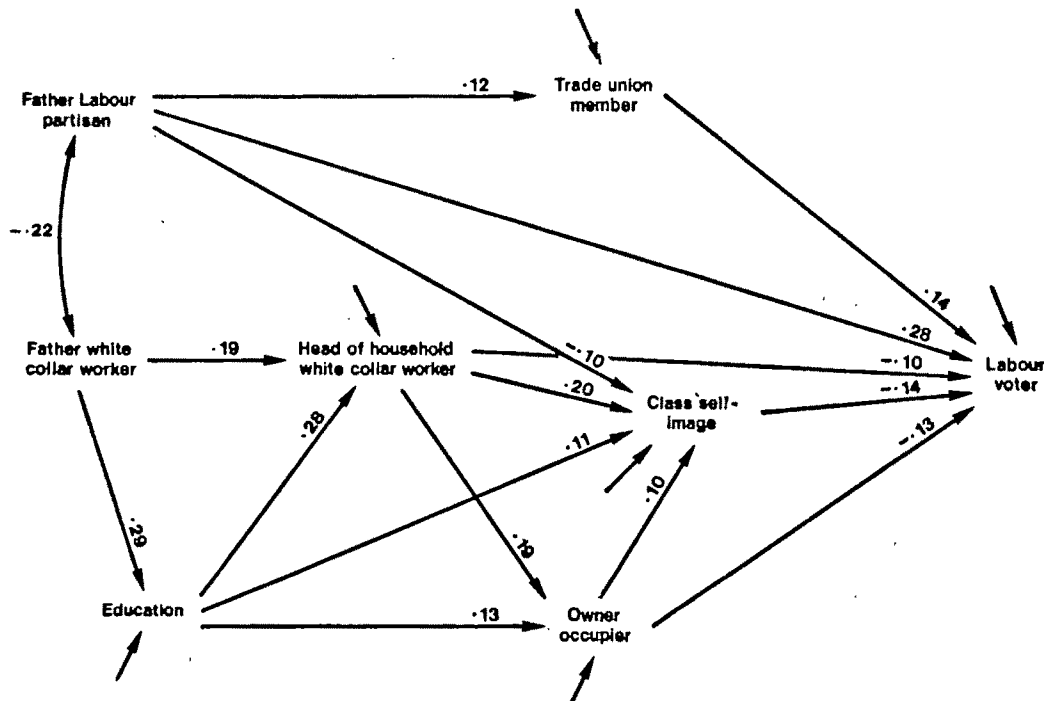 Father Labour
partisan
·12
Trade union
member
-·22
·14
·28
Father white
collar worker
·19
Head of household
white collar worker
-·10
·20
-·10
Labour
voter
Class self-
image
-·14
·28
·11
-·13
·10
·29
·19
Education
·13
Owner
occupier